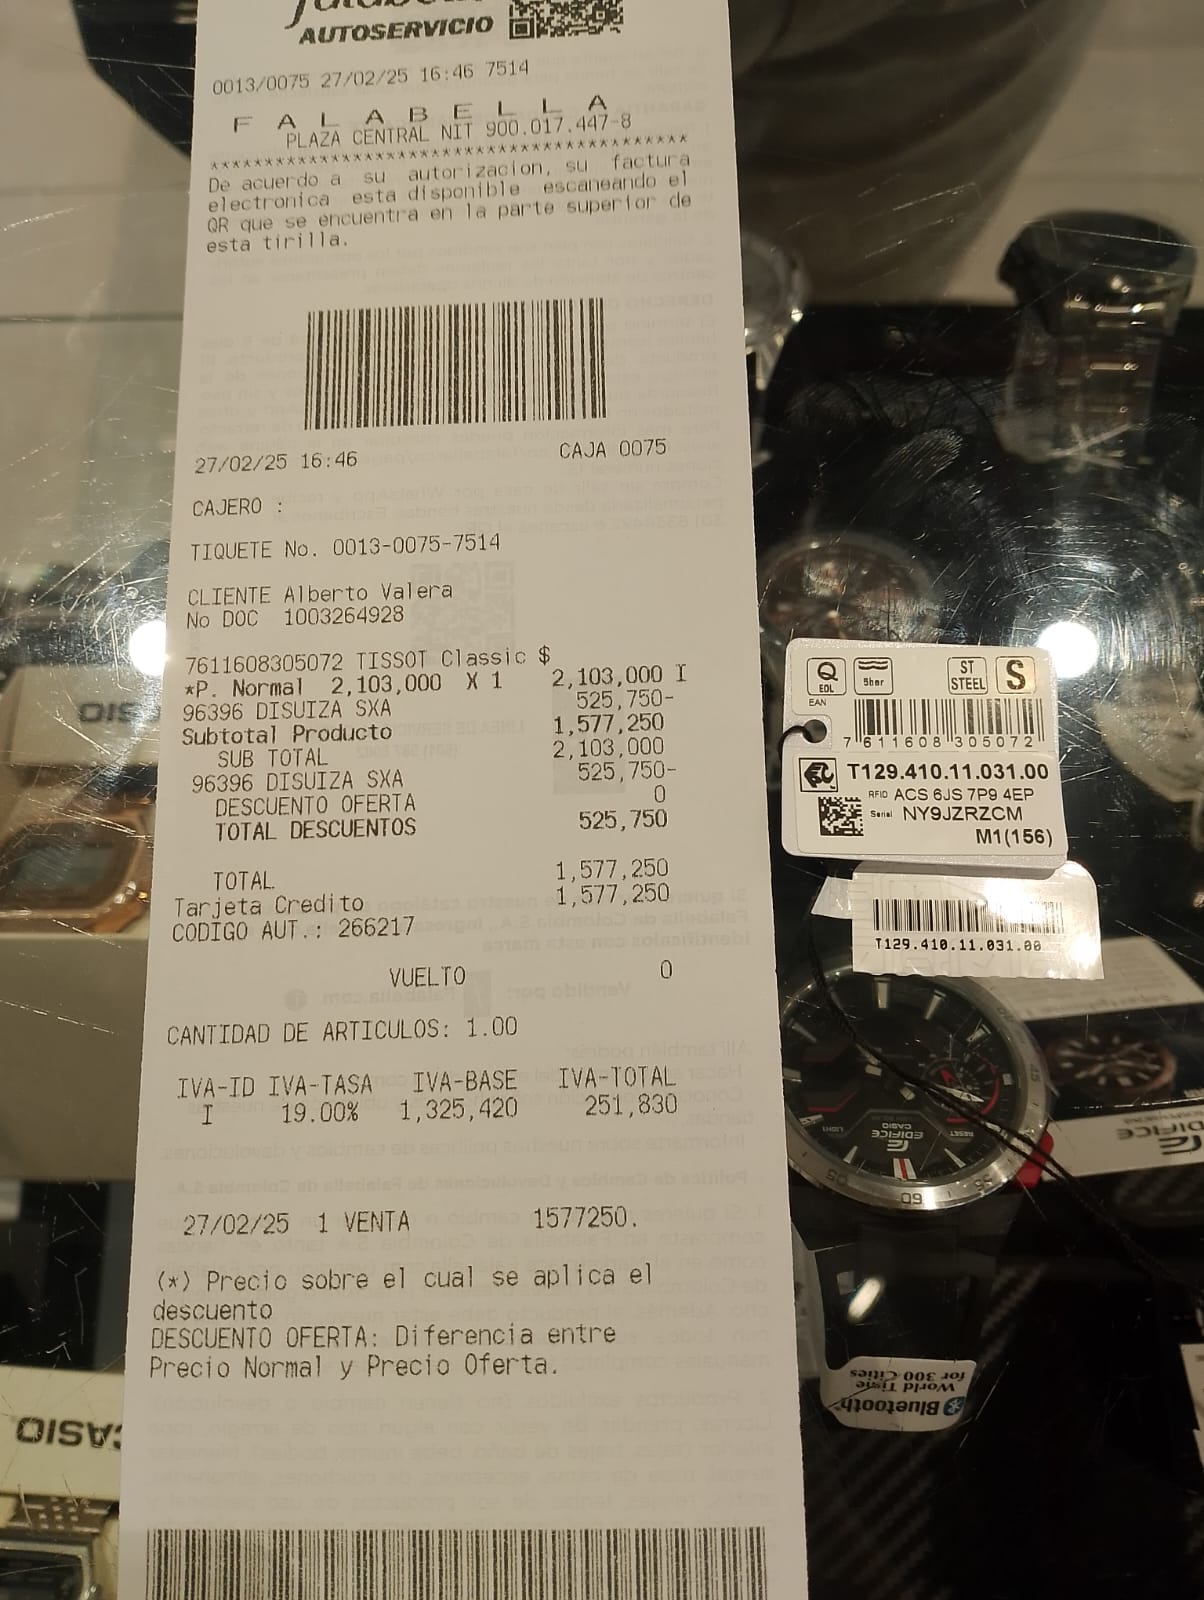 AUTOSERVICIO
0013/0075 27/02/25 16:46 7514
F A L A B E L L A
PLAZA CENTRAL NIT 900.017.447-8
********************************************
De acuerdo a su autorizacion, su factura
electronica esta disponible escaneando el
QR que se encuentra en la parte superior de
esta tirilla.
27/02/25 16:46 CAJA 0075
CAJERO :
TIQUETE No. 0013-0075-7514
CLIENTE Alberto Valera
No DOC 1003264928
7611608305072 TISSOT Classic $
*P. Normal 2,103,000 X 1 2,103,000 I
96396 DISUIZA SXA 525,750-
Subtotal Producto 1,577,250
SUB TOTAL 2,103,000
96396 DISUIZA SXA 525,750-
DESCUENTO OFERTA 0
TOTAL DESCUENTOS 525,750
TOTAL 1,577,250
Tarjeta Credito 1,577,250
CODIGO AUT.: 266217
VUELTO 0
CANTIDAD DE ARTICULOS: 1.00
IVA-ID IVA-TASA IVA-BASE IVA-TOTAL
I 19.00% 1,325,420 251,830
27/02/25 1 VENTA 1577250.
(*) Precio sobre el cual se aplica el
descuento
DESCUENTO OFERTA: Diferencia entre
Precio Normal y Precio Oferta.
Q EOL 5bar ST STEEL S
EAN
7 611608 305072
T129.410.11.031.00
RFID ACS 6JS 7P9 4EP
Serial NY9JZRZCM
M1(156)
T129.410.11.031.00
EDIFICE
CASIO
LIGHT
RESET
60
55
05
45
EDIFICE
Bluetooth
World Time
for 300 Cities
CASIO